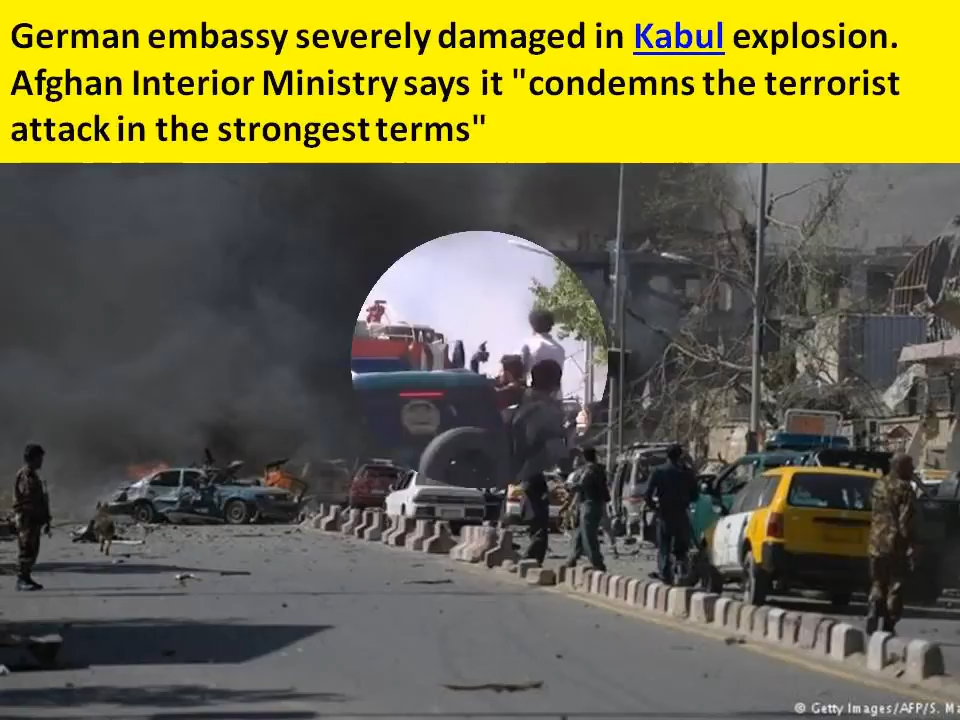 German embassy severely damaged in Kabul explosion.
Afghan Interior Ministry says it "condemns the terrorist
attack in the strongest terms"
© Getty Images/AFP/S.